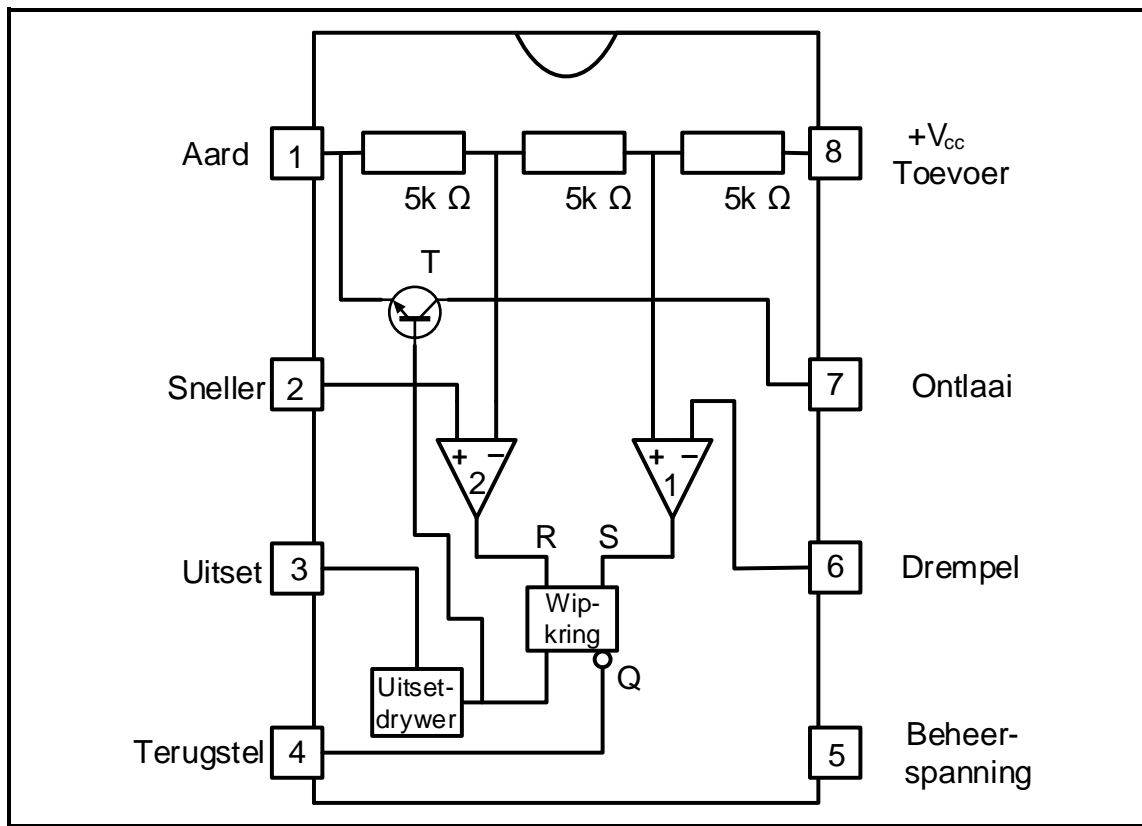 Aard
1
5k Ω
5k Ω
5k Ω
8
+Vcc
Toevoer
T
Sneller
2
7
Ontlaai
+ −
2
+ −
1
R
S
Uitset
3
6
Drempel
Wip-
kring
Q
Uitset-
drywer
Terugstel
4
5
Beheer-
spanning